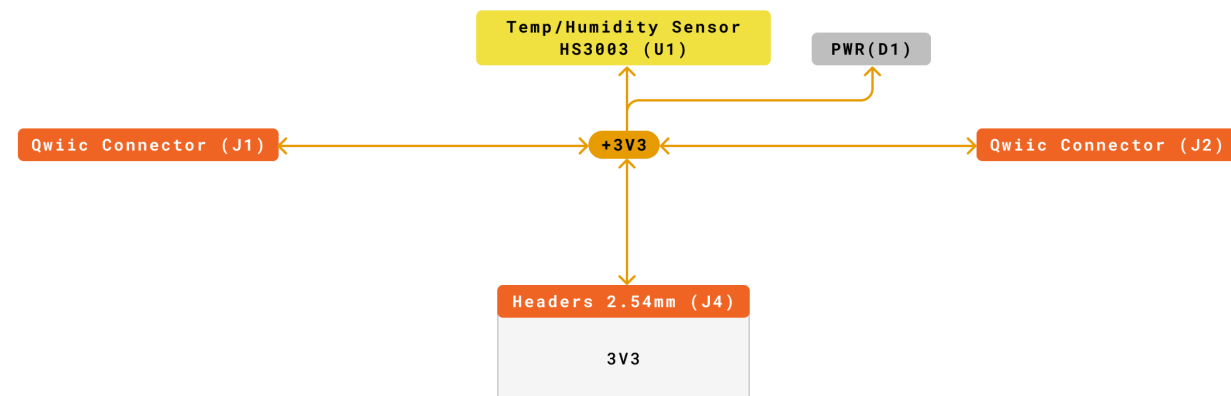 Temp/Humidity Sensor
HS3003 (U1)
PWR(D1)
Qwiic Connector (J1)
+3V3
Qwiic Connector (J2)
Headers 2.54mm (J4)
3V3